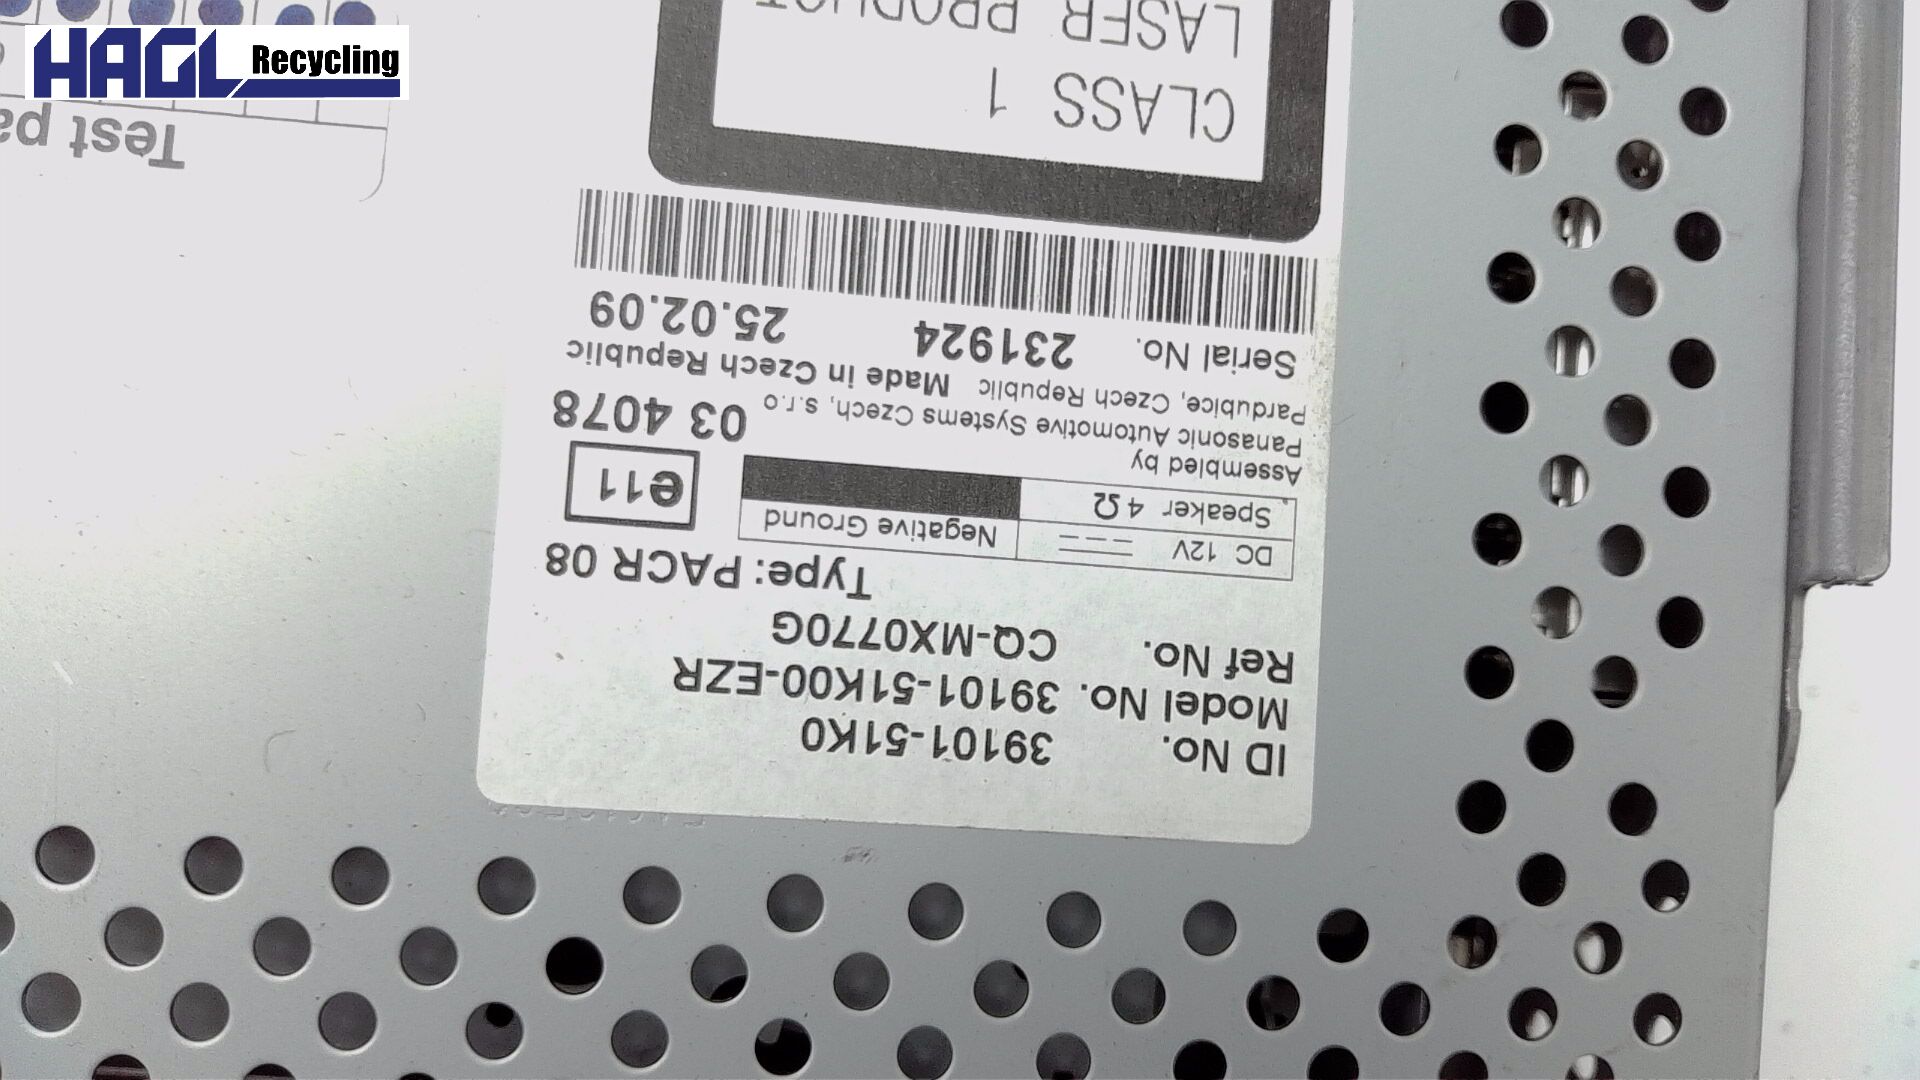 HAGL Recycling
Test pa
ID No. 39101-51K0
Model No. 39101-51K00-EZR
Ref No. CQ-MX0770G
Type: PACR 08
DC 12V Negative Ground
Speaker 4Ω
e11
Assembled by
Panasonic Automotive Systems Czech, s.r.o
03 4078
Pardubice, Czech Republic Made in Czech Republic
Serial No. 231924 25.02.09
CLASS 1
LASER PRODUCT